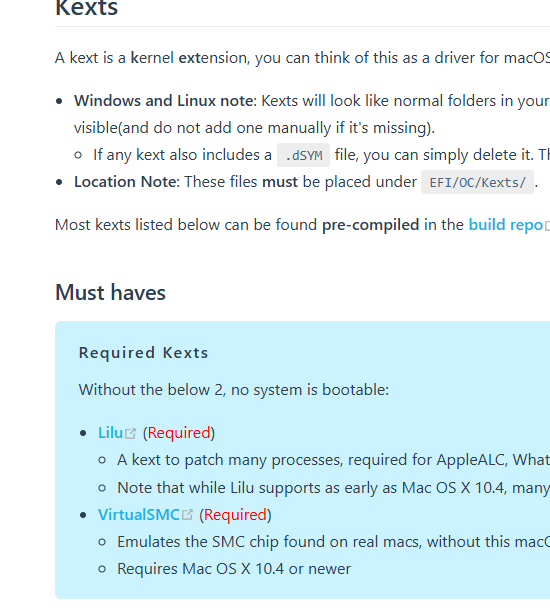 Kexts
A kext is a kernel extension, you can think of this as a driver for macOS
Windows and Linux note: Kexts will look like normal folders in your
visible(and do not add one manually if it's missing).
If any kext also includes a .dSYM file, you can simply delete it. Th
Location Note: These files must be placed under EFI/OC/Kexts/.
Most kexts listed below can be found pre-compiled in the build repo
Must haves
Required Kexts
Without the below 2, no system is bootable:
Lilu (Required)
A kext to patch many processes, required for AppleALC, What
Note that while Lilu supports as early as Mac OS X 10.4, many
VirtualSMC (Required)
Emulates the SMC chip found on real macs, without this macO
Requires Mac OS X 10.4 or newer